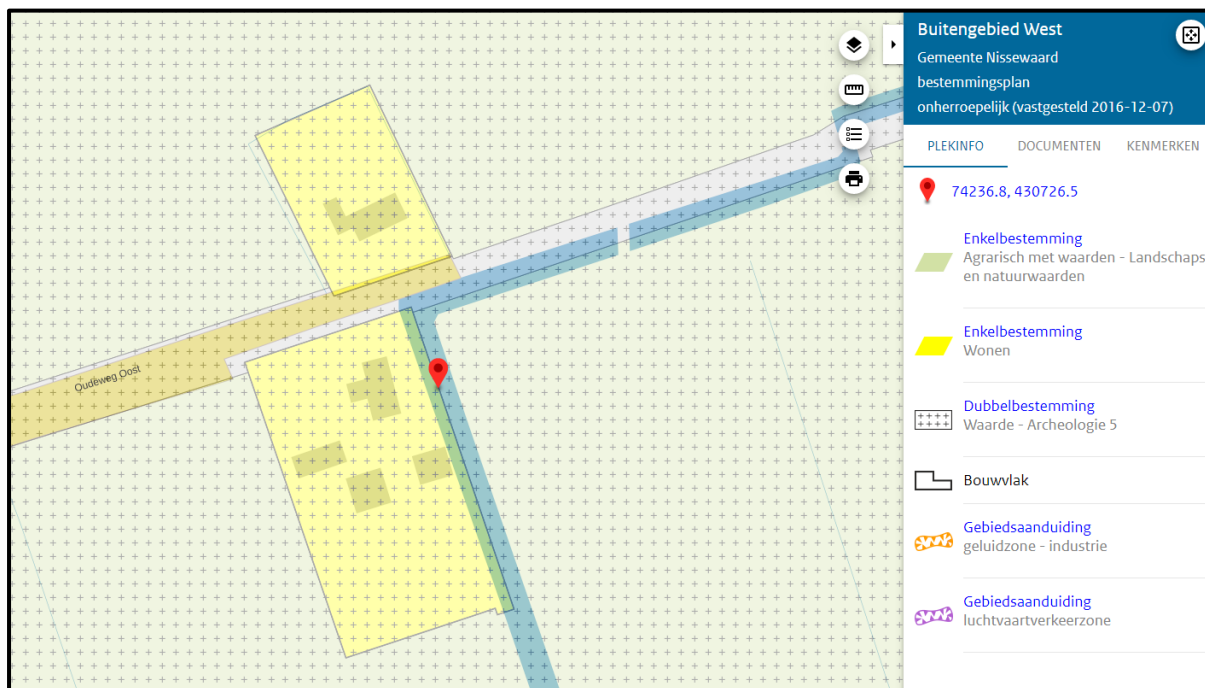 Oudeweg Oost
Buitengebied West
Gemeente Nissewaard
bestemmingsplan
onherroepelijk (vastgesteld 2016-12-07)
PLEKINFO DOCUMENTEN KENMERKEN
74236.8, 430726.5
Enkelbestemming
Agrarisch met waarden - Landschaps
en natuurwaarden
Enkelbestemming
Wonen
Dubbelbestemming
Waarde - Archeologie 5
Bouwvlak
Gebiedsaanduiding
geluidzone - industrie
Gebiedsaanduiding
luchtvaartverkeerzone